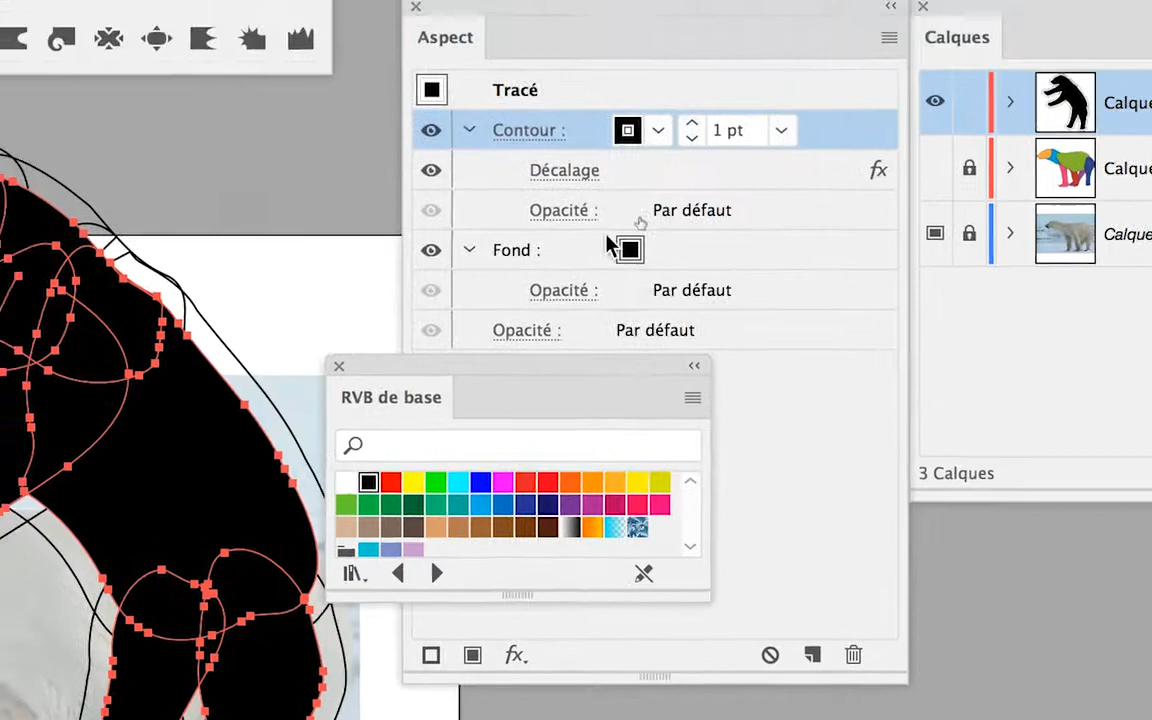 Aspect
Tracé
Contour : 1 pt
Décalage fx
Opacité : Par défaut
Fond :
Opacité : Par défaut
Opacité : Par défaut
RVB de base
fx.
Calques
Calque
Calque
Calque
3 Calques